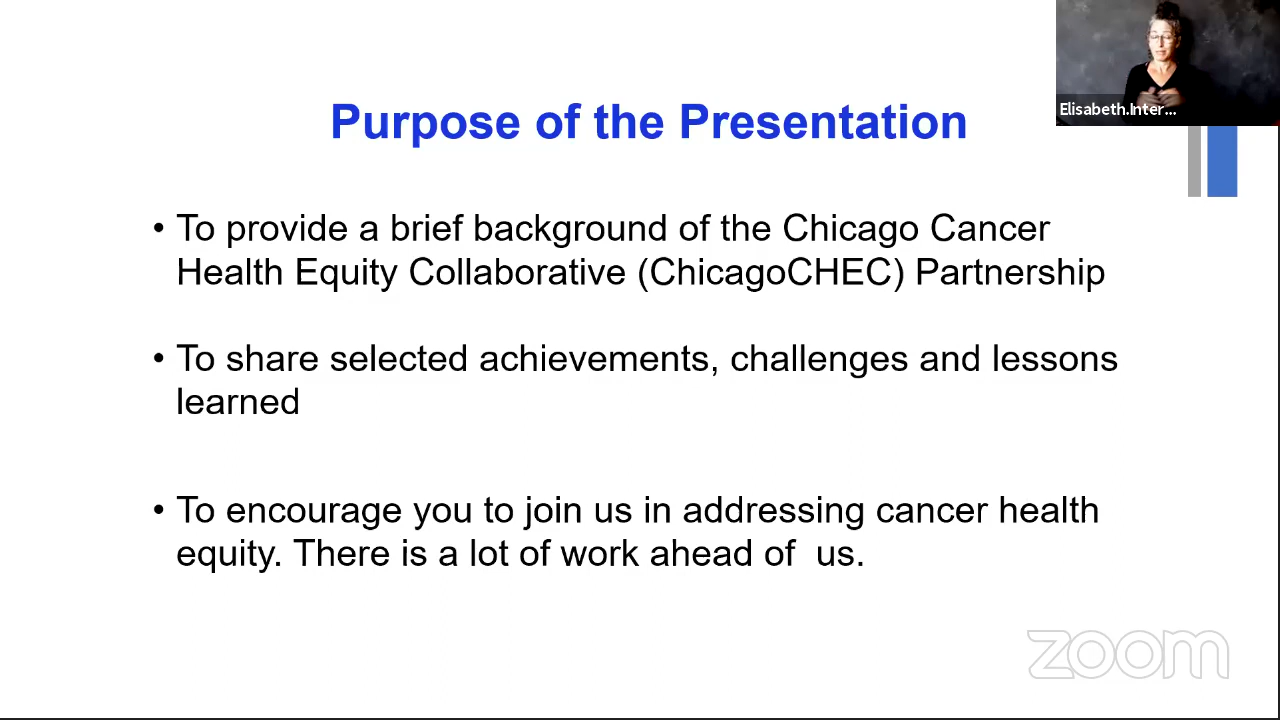 Elisabeth.Inter...
Purpose of the Presentation
• To provide a brief background of the Chicago Cancer
Health Equity Collaborative (ChicagoCHEC) Partnership
• To share selected achievements, challenges and lessons
learned
• To encourage you to join us in addressing cancer health
equity. There is a lot of work ahead of  us.
zoom